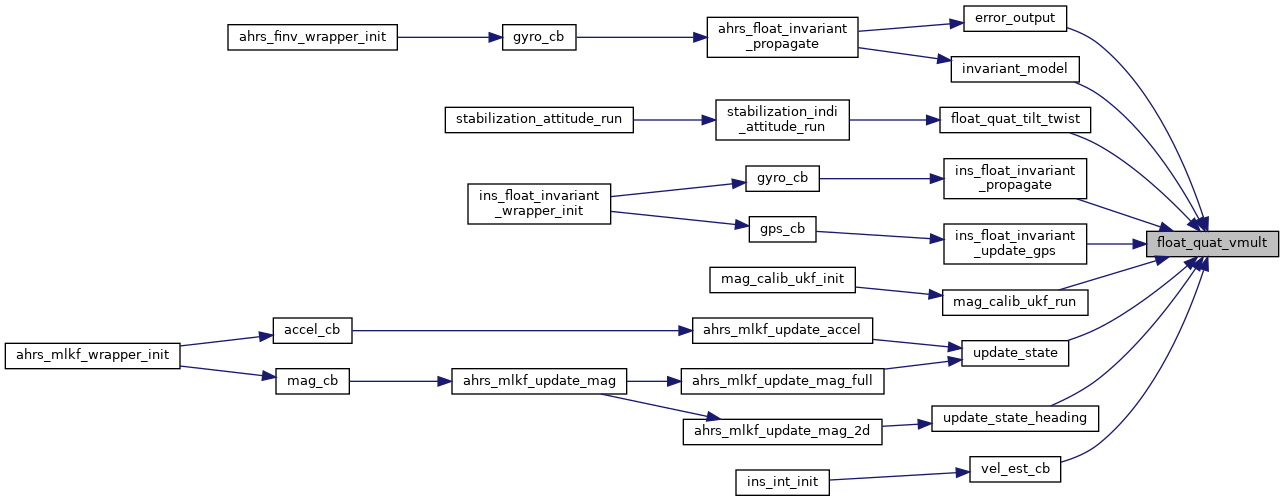 error_output
ahrs_float_invariant
_propagate
gyro_cb
ahrs_finv_wrapper_init
invariant_model
stabilization_indi
_attitude_run
float_quat_tilt_twist
stabilization_attitude_run
ins_float_invariant
_propagate
gyro_cb
ins_float_invariant
_wrapper_init
gps_cb
ins_float_invariant
_update_gps
float_quat_vmult
mag_calib_ukf_init
mag_calib_ukf_run
accel_cb
ahrs_mlkf_update_accel
update_state
ahrs_mlkf_wrapper_init
mag_cb
ahrs_mlkf_update_mag
ahrs_mlkf_update_mag_full
update_state_heading
ahrs_mlkf_update_mag_2d
vel_est_cb
ins_int_init